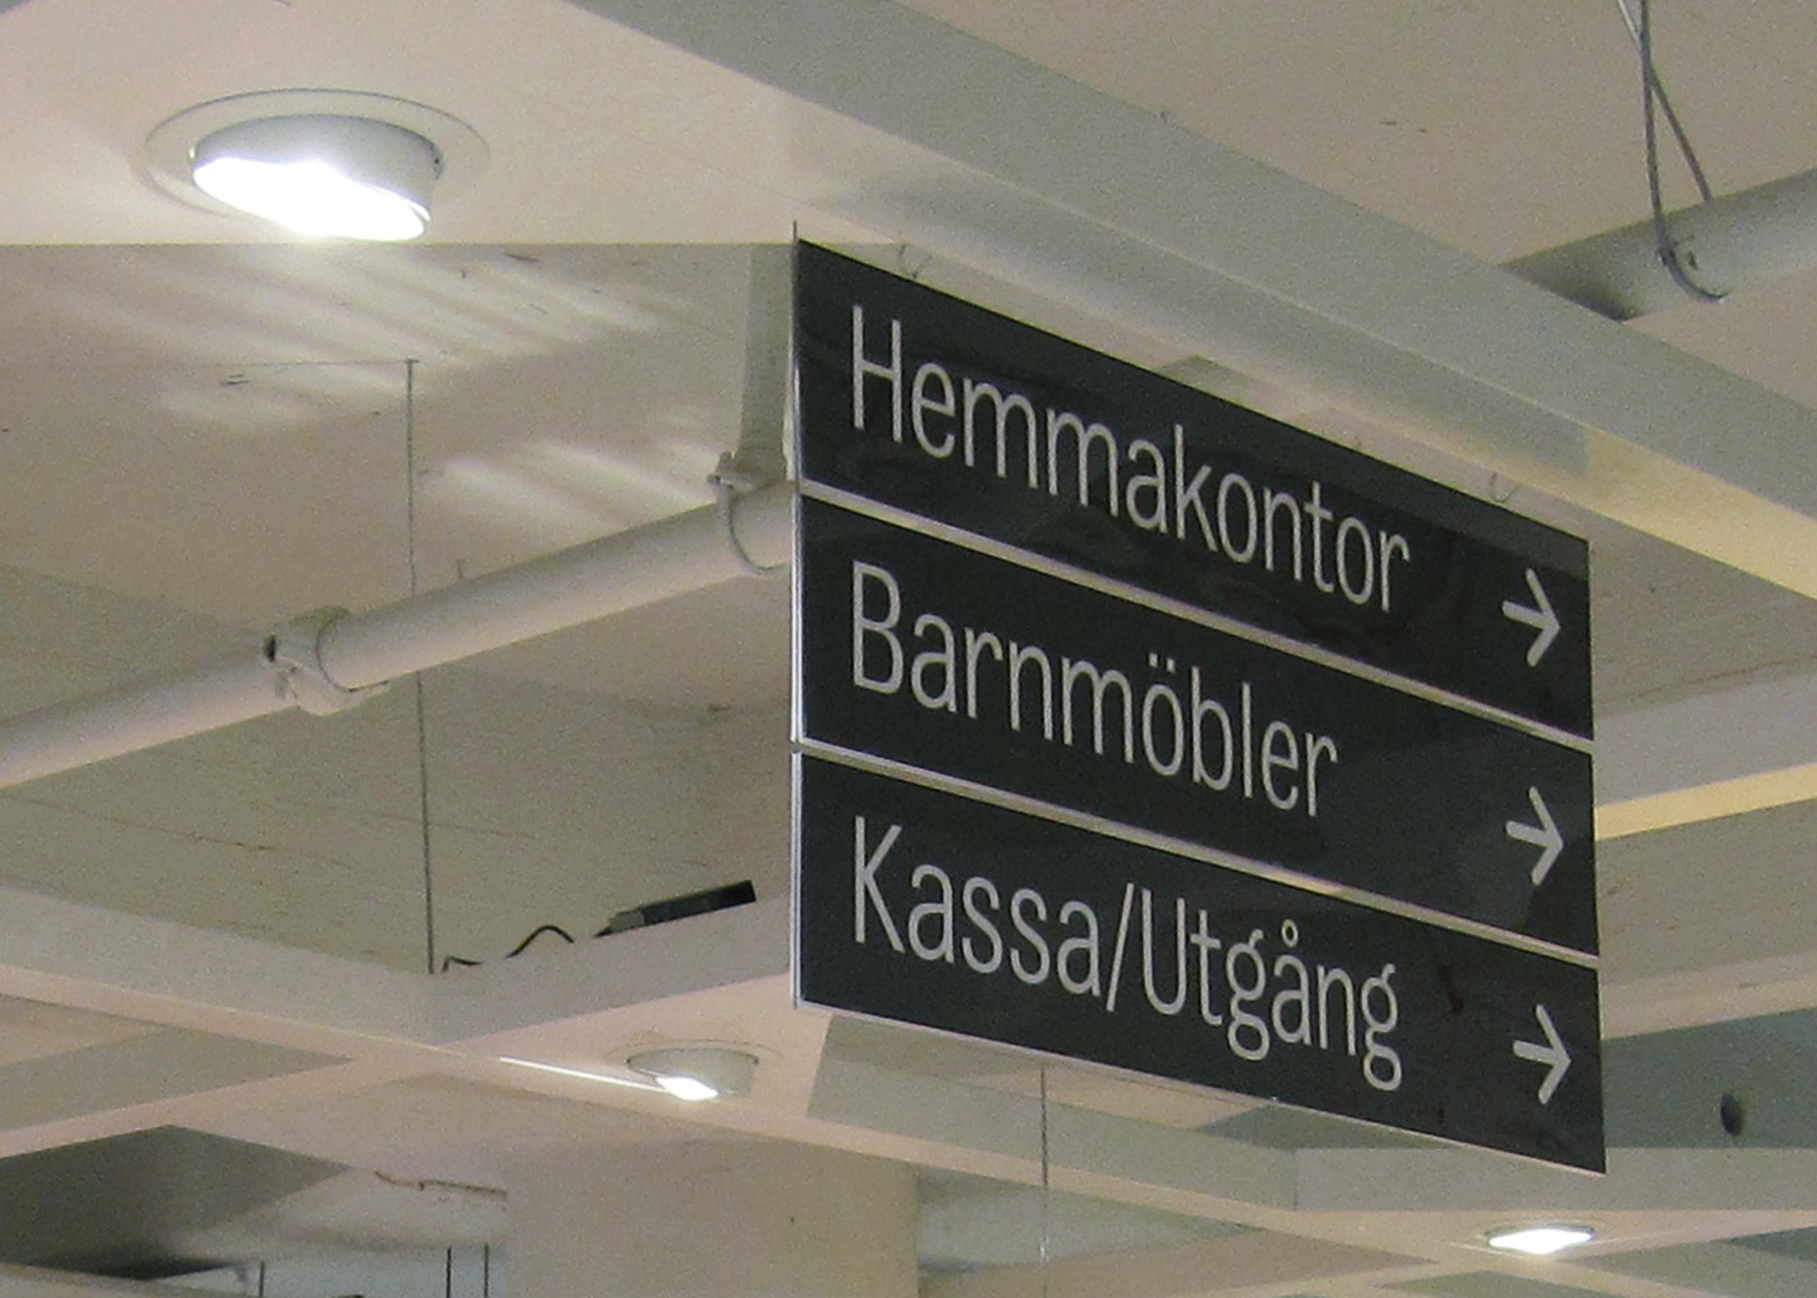 Hemmakontor →
Barnmöbler →
Kassa/Utgång →